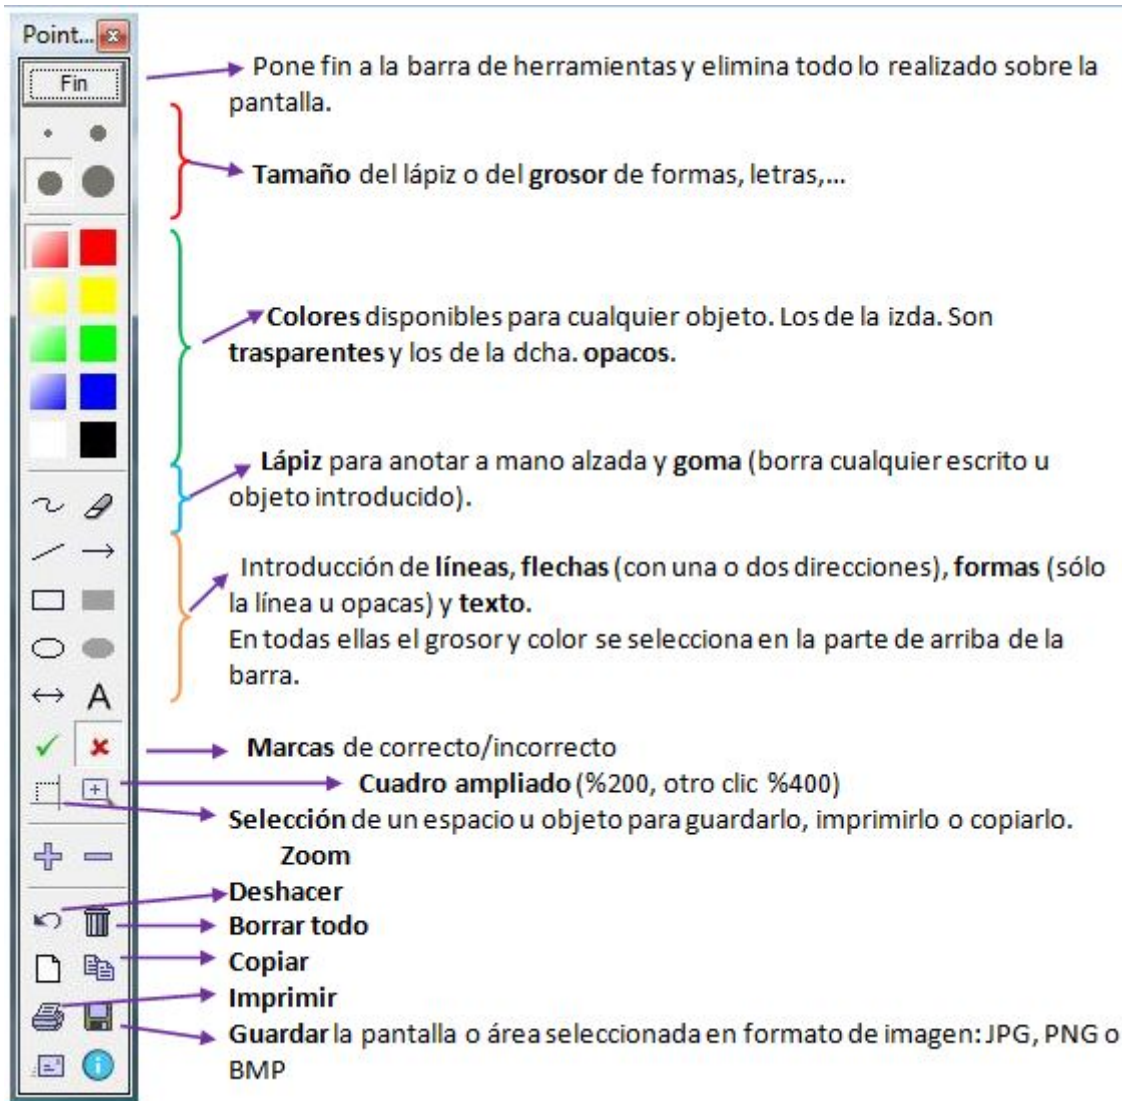 Point...
Fin
Pone fin a la barra de herramientas y elimina todo lo realizado sobre la
pantalla.
Tamaño del lápiz o del grosor de formas, letras,...
Colores disponibles para cualquier objeto. Los de la izda. Son
trasparentes y los de la dcha. opacos.
Lápiz para anotar a mano alzada y goma (borra cualquier escrito u
objeto introducido).
Introducción de líneas, flechas (con una o dos direcciones), formas (sólo
la línea u opacas) y texto.
En todas ellas el grosor y color se selecciona en la parte de arriba de la
barra.
A
Marcas de correcto/incorrecto
Cuadro ampliado (%200, otro clic %400)
Selección de un espacio u objeto para guardarlo, imprimirlo o copiarlo.
Zoom
Deshacer
Borrar todo
Copiar
Imprimir
Guardar la pantalla o área seleccionada en formato de imagen: JPG, PNG o
BMP